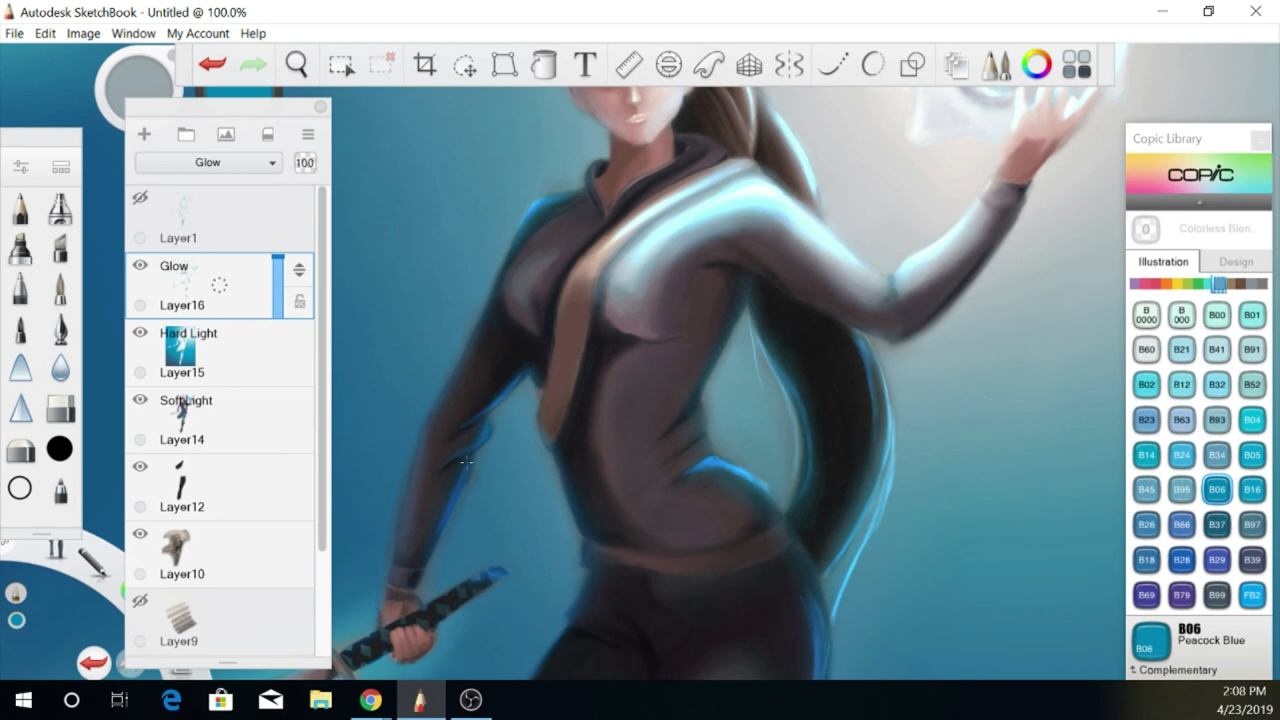 Autodesk SketchBook - Untitled @ 100.0%
File Edit Image Window My Account Help
T
Glow 100
Layer1
Glow
Layer16
Hard Light
Layer15
SoftLight
Layer14
Layer12
Layer10
Layer9
Copic Library
COPIC
0 Colorless Blen..
Illustration Design
B0000 B000 B00 B01
B60 B21 B41 B91
B02 B12 B32 B52
B23 B63 B93 B04
B14 B24 B34 B05
B45 B95 B06 B16
B26 B66 B37 B97
B18 B28 B29 B39
B69 B79 B99 FB2
B06
B06
Peacock Blue
Complementary
2:08 PM
4/23/2019